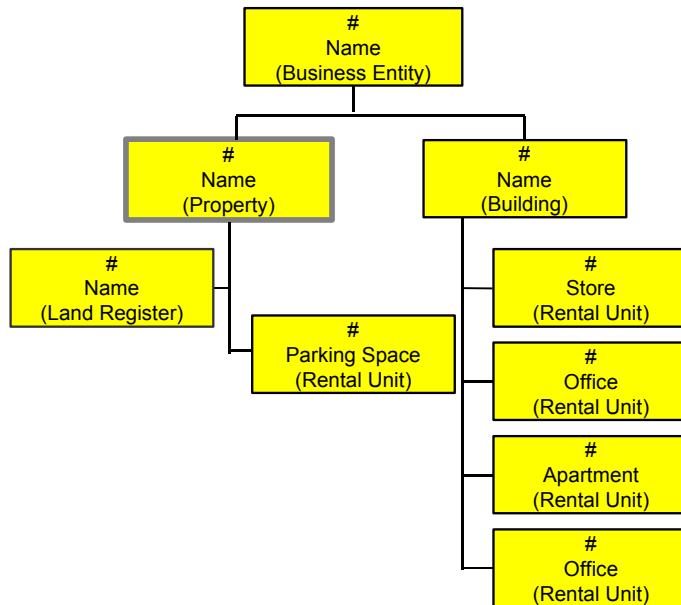 #
Name
(Business Entity)
#
Name
(Property)
#
Name
(Building)
#
Name
(Land Register)
#
Parking Space
(Rental Unit)
#
Store
(Rental Unit)
#
Office
(Rental Unit)
#
Apartment
(Rental Unit)
#
Office
(Rental Unit)